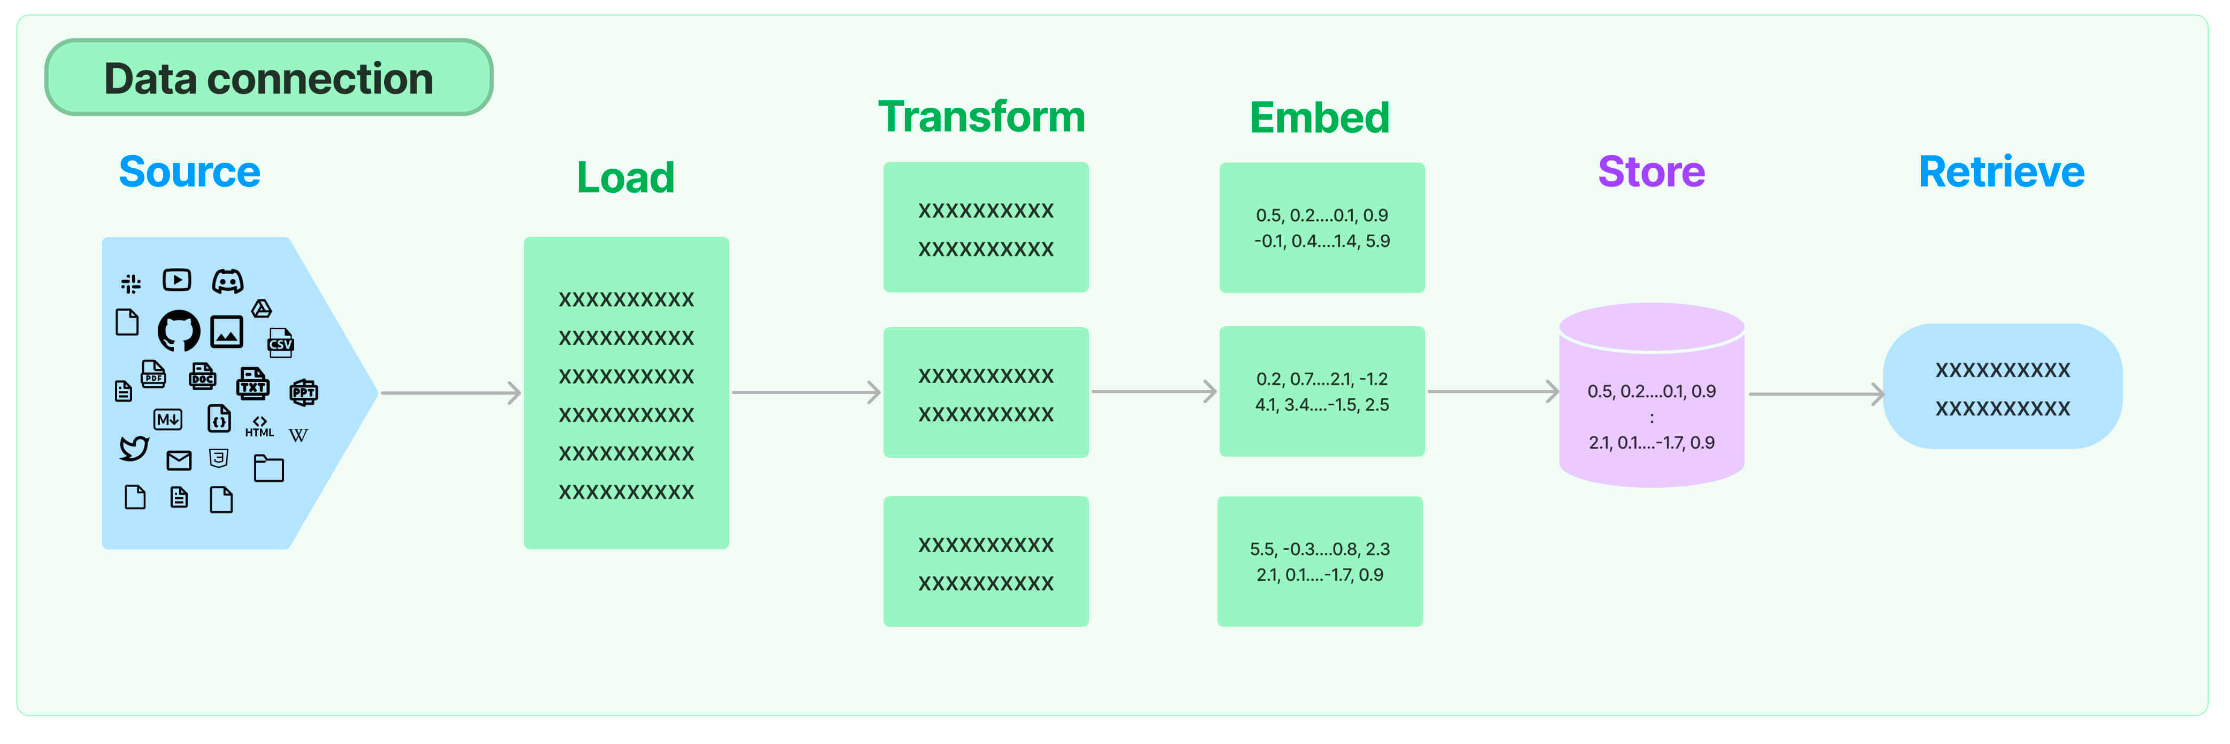 Data connection
Source
CSV
PDF
DOC
TXT
PPT
M
HTML
W
3
Load
XXXXXXXXXX
XXXXXXXXXX
XXXXXXXXXX
XXXXXXXXXX
XXXXXXXXXX
XXXXXXXXXX
Transform
XXXXXXXXXX
XXXXXXXXXX
XXXXXXXXXX
XXXXXXXXXX
XXXXXXXXXX
XXXXXXXXXX
Embed
0.5, 0.2....0.1, 0.9
-0.1, 0.4....1.4, 5.9
0.2, 0.7....2.1, -1.2
4.1, 3.4....-1.5, 2.5
5.5, -0.3....0.8, 2.3
2.1, 0.1....-1.7, 0.9
Store
0.5, 0.2....0.1, 0.9
:
2.1, 0.1....-1.7, 0.9
Retrieve
XXXXXXXXXX
XXXXXXXXXX